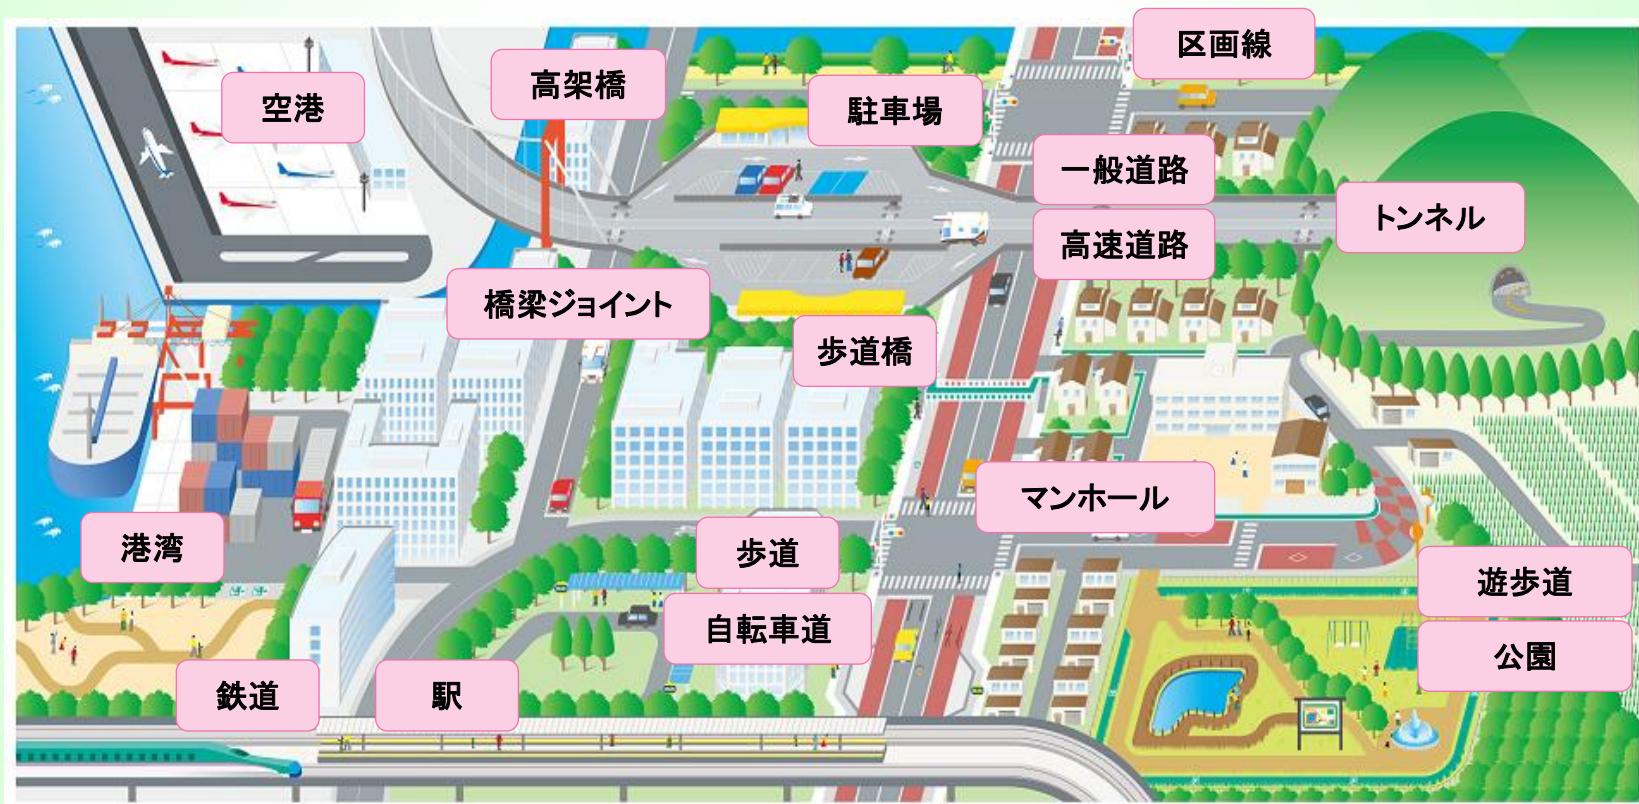 区画線
高架橋
空港
駐車場
一般道路
トンネル
高速道路
橋梁ジョイント
歩道橋
マンホール
港湾
歩道
遊歩道
自転車道
公園
鉄道
駅